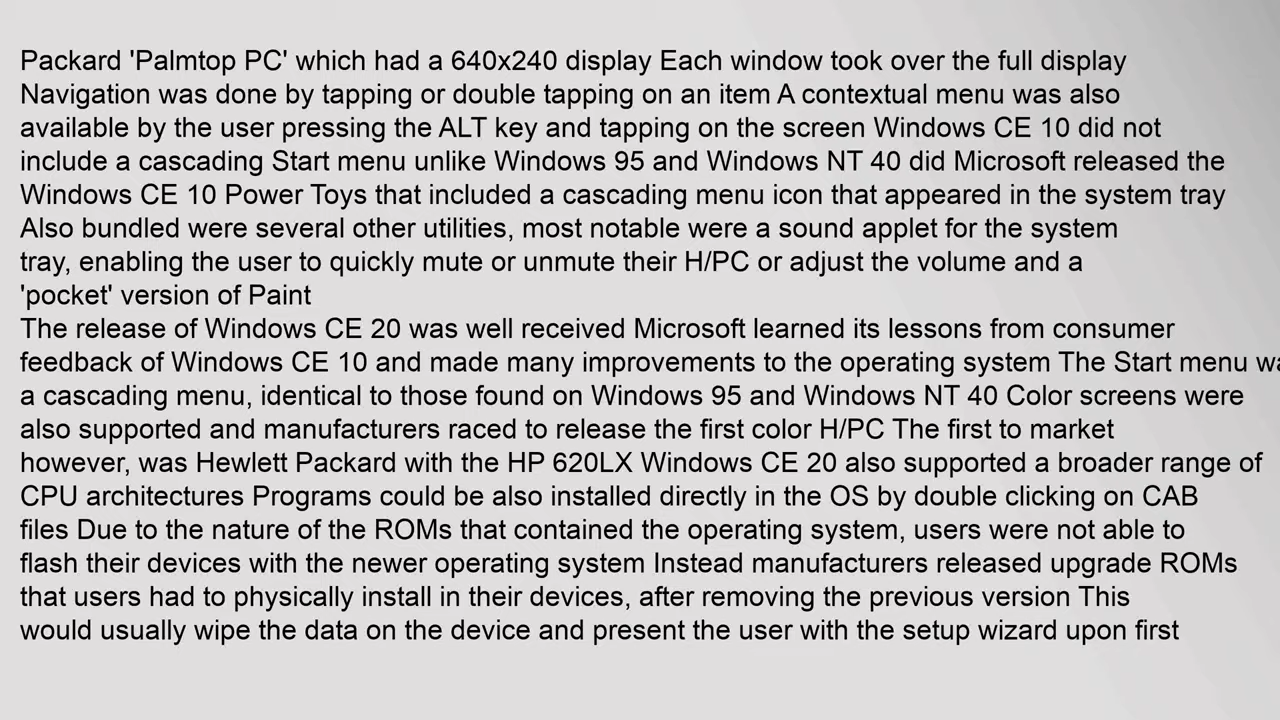 Packard 'Palmtop PC' which had a 640x240 display Each window took over the full display
Navigation was done by tapping or double tapping on an item A contextual menu was also
available by the user pressing the ALT key and tapping on the screen Windows CE 10 did not
include a cascading Start menu unlike Windows 95 and Windows NT 40 did Microsoft released the
Windows CE 10 Power Toys that included a cascading menu icon that appeared in the system tray
Also bundled were several other utilities, most notable were a sound applet for the system
tray, enabling the user to quickly mute or unmute their H/PC or adjust the volume and a
'pocket' version of Paint
The release of Windows CE 20 was well received Microsoft learned its lessons from consumer
feedback of Windows CE 10 and made many improvements to the operating system The Start menu
a cascading menu, identical to those found on Windows 95 and Windows NT 40 Color screens were
also supported and manufacturers raced to release the first color H/PC The first to market
however, was Hewlett Packard with the HP 620LX Windows CE 20 also supported a broader range of
CPU architectures Programs could be also installed directly in the OS by double clicking on CAB
files Due to the nature of the ROMs that contained the operating system, users were not able to
flash their devices with the newer operating system Instead manufacturers released upgrade ROMs
that users had to physically install in their devices, after removing the previous version This
would usually wipe the data on the device and present the user with the setup wizard upon first